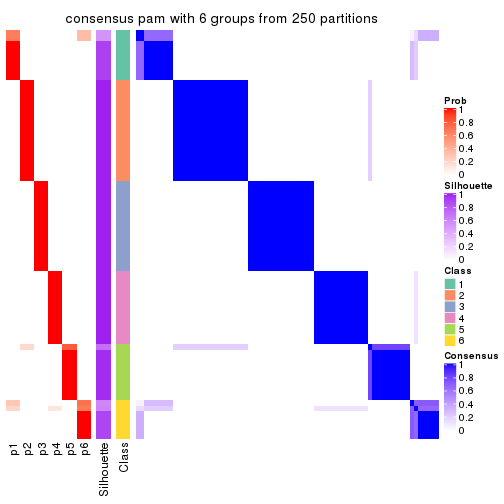 consensus pam with 6 groups from 250 partitions
Prob
1
0.8
0.6
0.4
0.2
0
Silhouette
1
0.8
0.6
0.4
0.2
0
Class
1
2
3
4
5
6
Consensus
1
0.8
0.6
0.4
0.2
0
p1
p2
p3
p4
p5
p6
Silhouette
Class